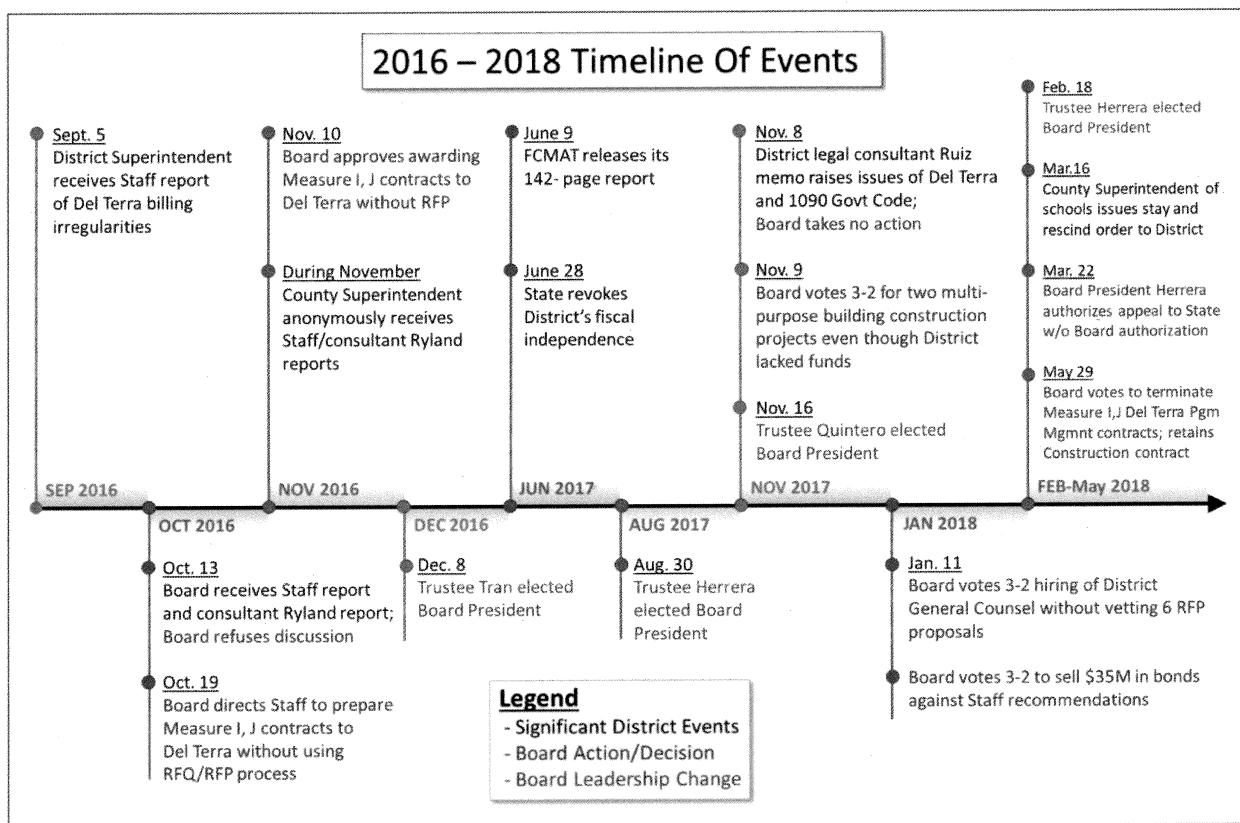 2016 – 2018 Timeline Of Events
Sept. 5
District Superintendent
receives Staff report
of Del Terra billing
irregularities
Nov. 10
Board approves awarding
Measure I, J contracts to
Del Terra without RFP
During November
County Superintendent
anonymously receives
Staff/consultant Ryland
reports
June 9
FCMAT releases its
142- page report
June 28
State revokes
District's fiscal
independence
Nov. 8
District legal consultant Ruiz
memo raises issues of Del Terra
and 1090 Govt Code;
Board takes no action
Nov. 9
Board votes 3-2 for two multi-
purpose building construction
projects even though District
lacked funds
Nov. 16
Trustee Quintero elected
Board President
Feb. 18
Trustee Herrera elected
Board President
Mar.16
County Superintendent of
schools issues stay and
rescind order to District
Mar. 22
Board President Herrera
authorizes appeal to State
w/o Board authorization
May 29
Board votes to terminate
Measure I,J Del Terra Pgm
Mgmnt contracts; retains
Construction contract
SEP 2016
NOV 2016
JUN 2017
NOV 2017
FEB-May 2018
OCT 2016
DEC 2016
AUG 2017
JAN 2018
Oct. 13
Board receives Staff report
and consultant Ryland report;
Board refuses discussion
Oct. 19
Board directs Staff to prepare
Measure I, J contracts to
Del Terra without using
RFQ/RFP process
Dec. 8
Trustee Tran elected
Board President
Aug. 30
Trustee Herrera
elected Board
President
Jan. 11
Board votes 3-2 hiring of District
General Counsel without vetting 6 RFP
proposals
Board votes 3-2 to sell $35M in bonds
against Staff recommendations
Legend
- Significant District Events
- Board Action/Decision
- Board Leadership Change